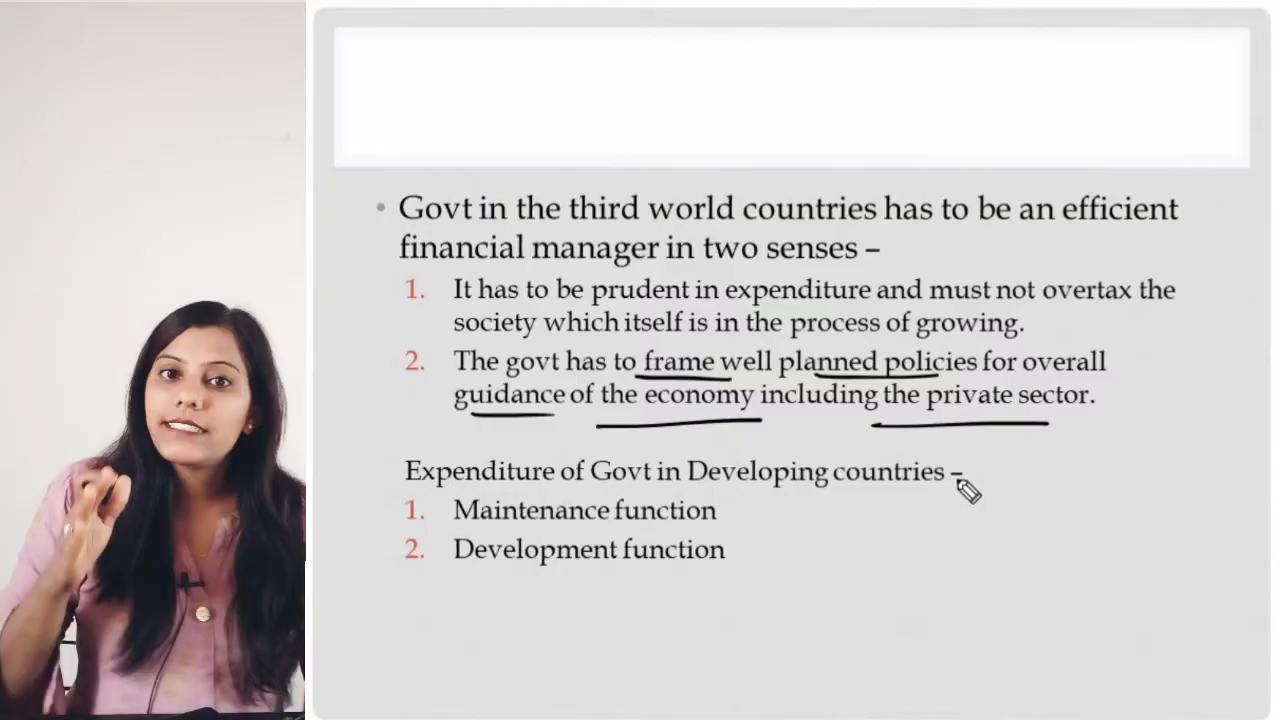 • Govt in the third world countries has to be an efficient
financial manager in two senses –
1. It has to be prudent in expenditure and must not overtax the
society which itself is in the process of growing.
2. The govt has to frame well planned policies for overall
guidance of the economy including the private sector.
Expenditure of Govt in Developing countries –
1. Maintenance function
2. Development function